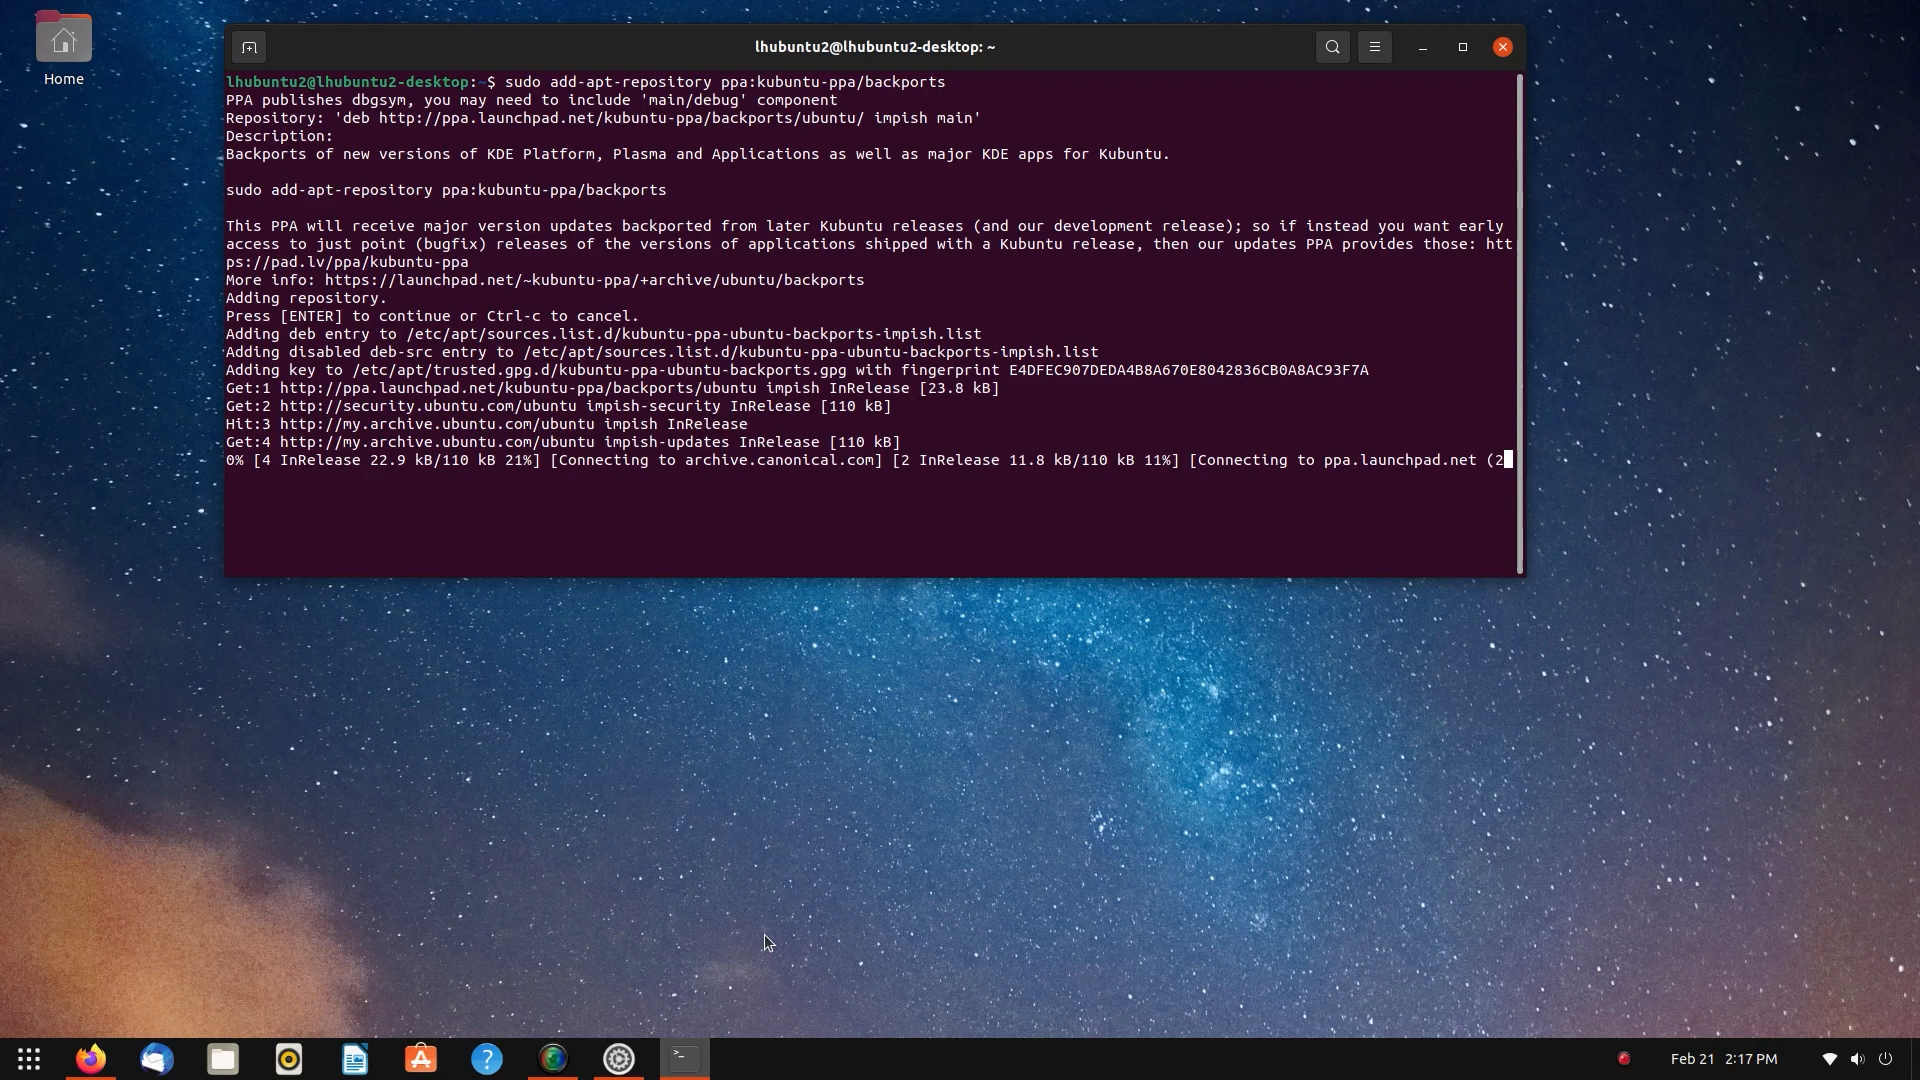 Home
lhubuntu2@lhubuntu2-desktop: ~
lhubuntu2@lhubuntu2-desktop:~$ sudo add-apt-repository ppa:kubuntu-ppa/backports
PPA publishes dbgsym, you may need to include 'main/debug' component
Repository: 'deb http://ppa.launchpad.net/kubuntu-ppa/backports/ubuntu/ impish main'
Description:
Backports of new versions of KDE Platform, Plasma and Applications as well as major KDE apps for Kubuntu.
sudo add-apt-repository ppa:kubuntu-ppa/backports
This PPA will receive major version updates backported from later Kubuntu releases (and our development release); so if instead you want early
access to just point (bugfix) releases of the versions of applications shipped with a Kubuntu release, then our updates PPA provides those: htt
ps://pad.lv/ppa/kubuntu-ppa
More info: https://launchpad.net/~kubuntu-ppa/+archive/ubuntu/backports
Adding repository.
Press [ENTER] to continue or Ctrl-c to cancel.
Adding deb entry to /etc/apt/sources.list.d/kubuntu-ppa-ubuntu-backports-impish.list
Adding disabled deb-src entry to /etc/apt/sources.list.d/kubuntu-ppa-ubuntu-backports-impish.list
Adding key to /etc/apt/trusted.gpg.d/kubuntu-ppa-ubuntu-backports.gpg with fingerprint E4DFEC907DEDA4B8A670E8042836CB0A8AC93F7A
Get:1 http://ppa.launchpad.net/kubuntu-ppa/backports/ubuntu impish InRelease [23.8 kB]
Get:2 http://security.ubuntu.com/ubuntu impish-security InRelease [110 kB]
Hit:3 http://my.archive.ubuntu.com/ubuntu impish InRelease
Get:4 http://my.archive.ubuntu.com/ubuntu impish-updates InRelease [110 kB]
0% [4 InRelease 22.9 kB/110 kB 21%] [Connecting to archive.canonical.com] [2 InRelease 11.8 kB/110 kB 11%] [Connecting to ppa.launchpad.net (2
Feb 21 2:17 PM